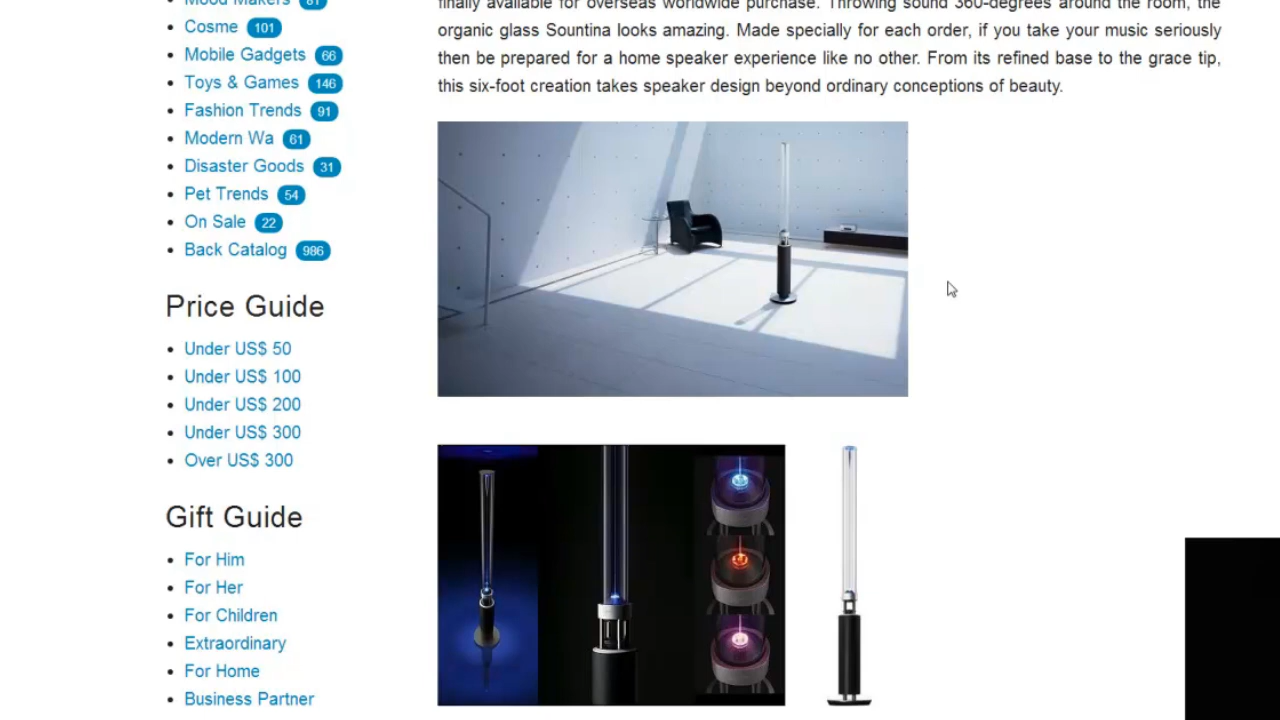 Mood Makers 81
Cosme 101
Mobile Gadgets 66
Toys & Games 146
Fashion Trends 91
Modern Wa 61
Disaster Goods 31
Pet Trends 54
On Sale 22
Back Catalog 986
Price Guide
Under US$ 50
Under US$ 100
Under US$ 200
Under US$ 300
Over US$ 300
Gift Guide
For Him
For Her
For Children
Extraordinary
For Home
Business Partner
finally available for overseas worldwide purchase. Throwing sound 360-degrees around the room, the
organic glass Sountina looks amazing. Made specially for each order, if you take your music seriously
then be prepared for a home speaker experience like no other. From its refined base to the grace tip,
this six-foot creation takes speaker design beyond ordinary conceptions of beauty.